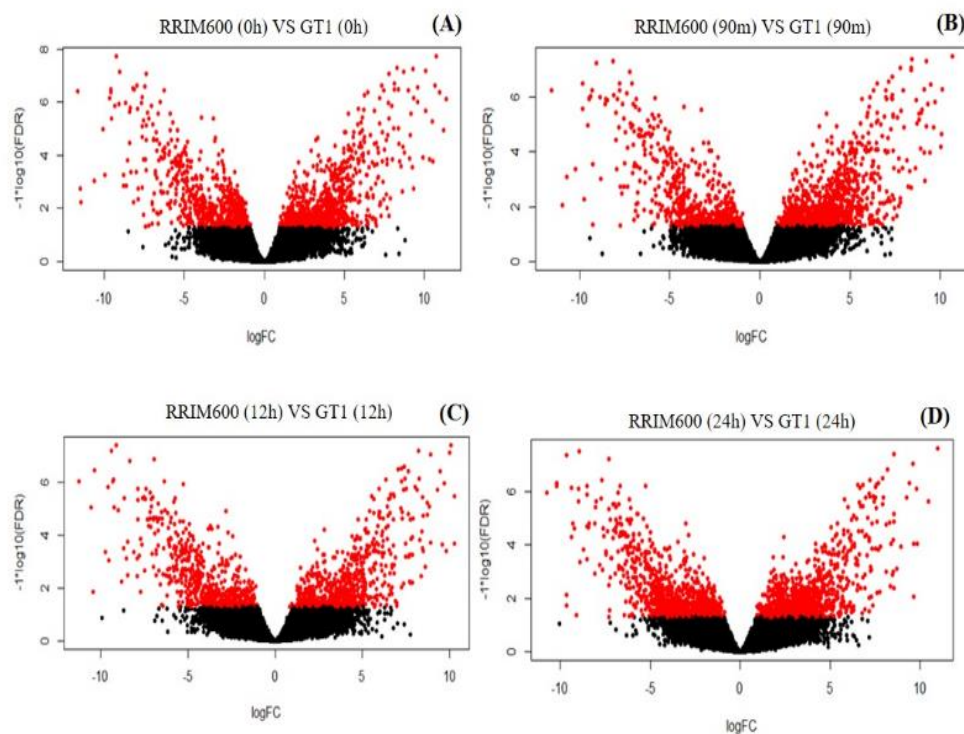 RRIM600 (0h) VS GT1 (0h)
(A)
8
6
4
2
0
-1*log10(FDR)
-10
-5
0
5
10
logFC
RRIM600 (90m) VS GT1 (90m)
(B)
6
4
2
0
-1*log10(FDR)
-10
-5
0
5
10
logFC
RRIM600 (12h) VS GT1 (12h)
(C)
6
4
2
0
-1*log10(FDR)
-10
-5
0
5
10
logFC
RRIM600 (24h) VS GT1 (24h)
(D)
6
4
2
0
-1*log10(FDR)
-10
-5
0
5
10
logFC